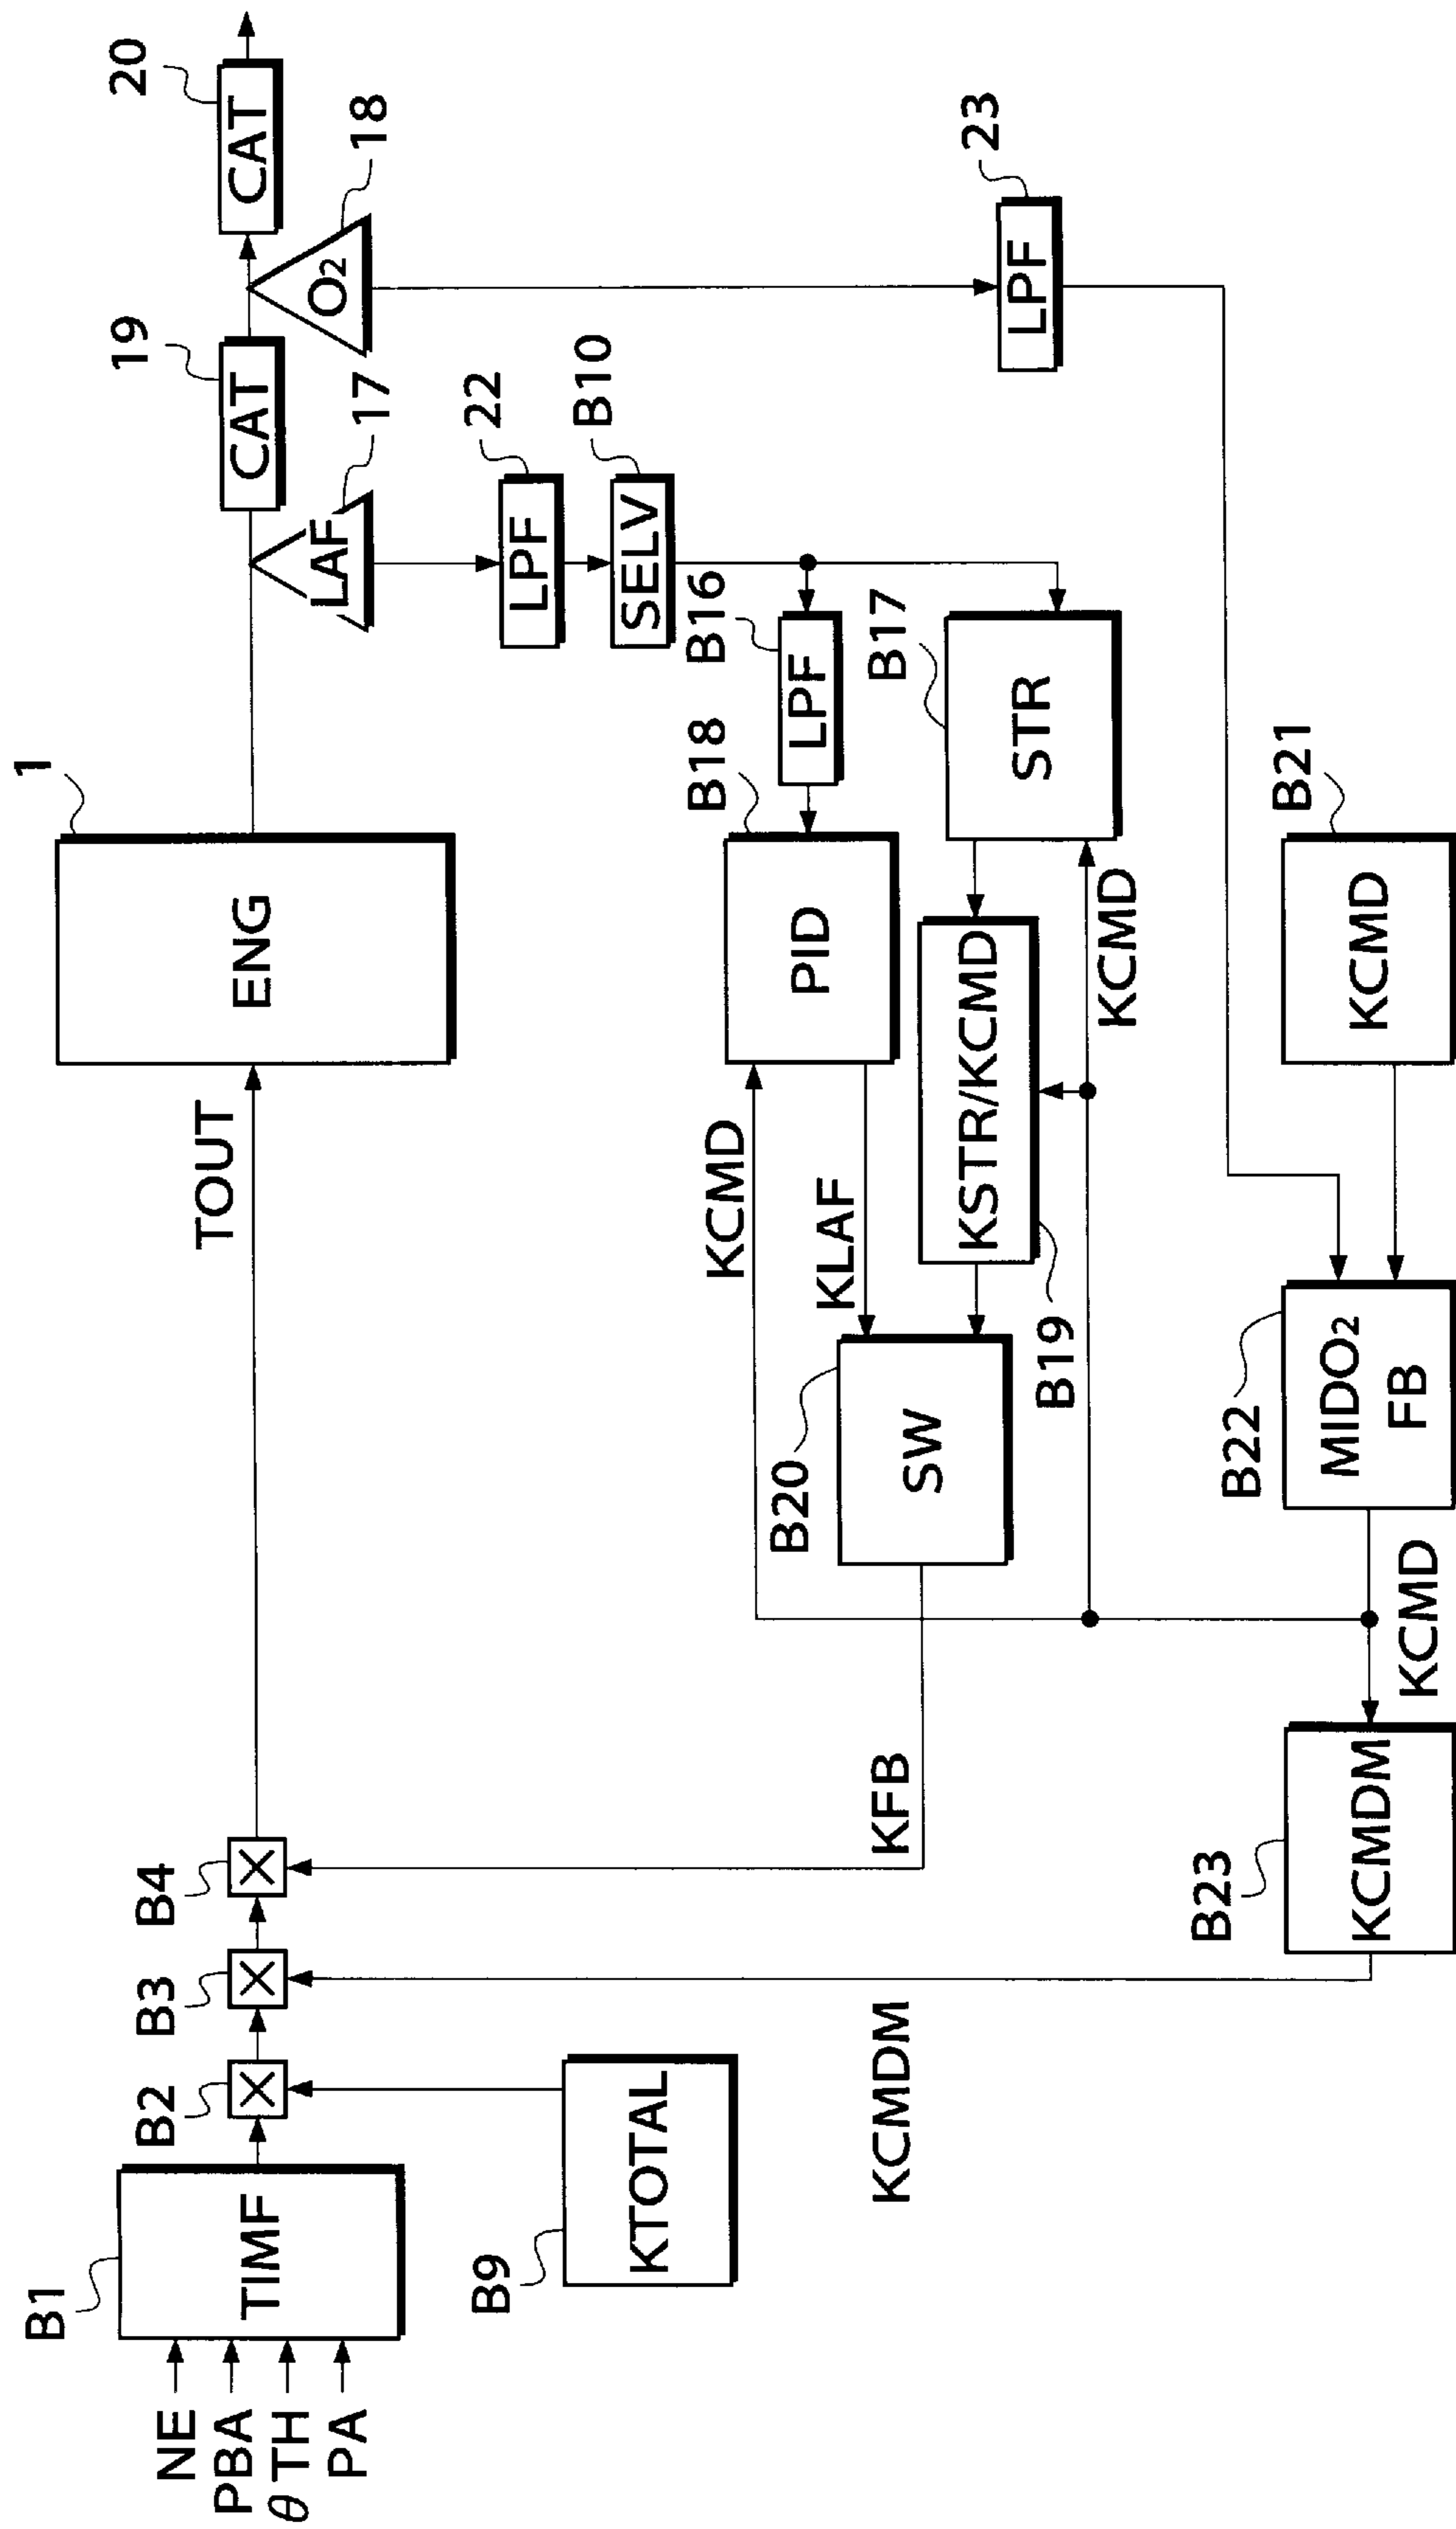 1
ENG
TOUT
19
CAT
20
CAT
LAF
17
O2
18
22
LPF
B10
SELV
23
LPF
B16
LPF
B18
PID
B17
STR
KCMD
KLAF
KSTR/KCMD
B19
KCMD
B20
SW
B21
KCMD
B22
MIDO2
FB
KCMD
B23
KCMDM
KFB
KCMDM
B4
B3
B2
B1
TIMF
B9
KTOTAL
NE
PBA
θ TH
PA